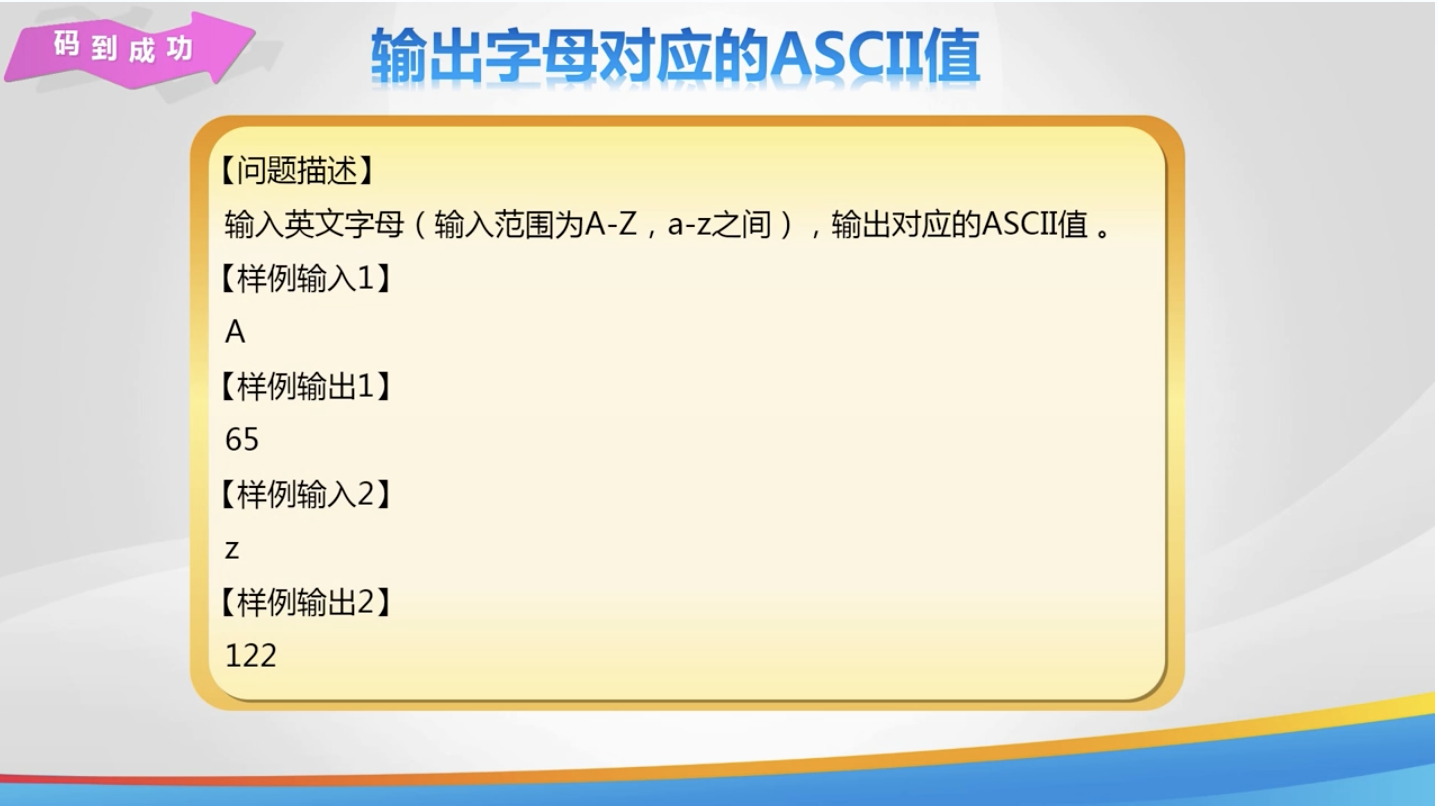 码到成功
输出字母对应的ASCII值
【问题描述】
输入英文字母（输入范围为A-Z，a-z之间），输出对应的ASCII值。
【样例输入1】
A
【样例输出1】
65
【样例输入2】
z
【样例输出2】
122